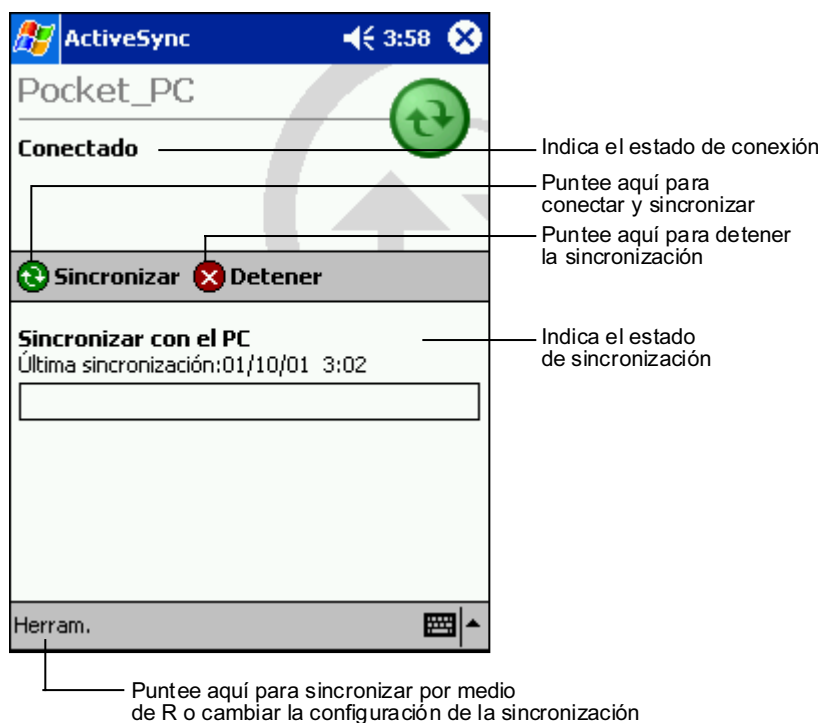 ActiveSync 3:58
Pocket_PC
Conectado
Indica el estado de conexión
Puntee aquí para
conectar y sincronizar
Puntee aquí para detener
la sincronización
Sincronizar Detener
Sincronizar con el PC
Última sincronización:01/10/01 3:02
Indica el estado
de sincronización
Herram.
Puntee aquí para sincronizar por medio
de R o cambiar la configuración de la sincronización